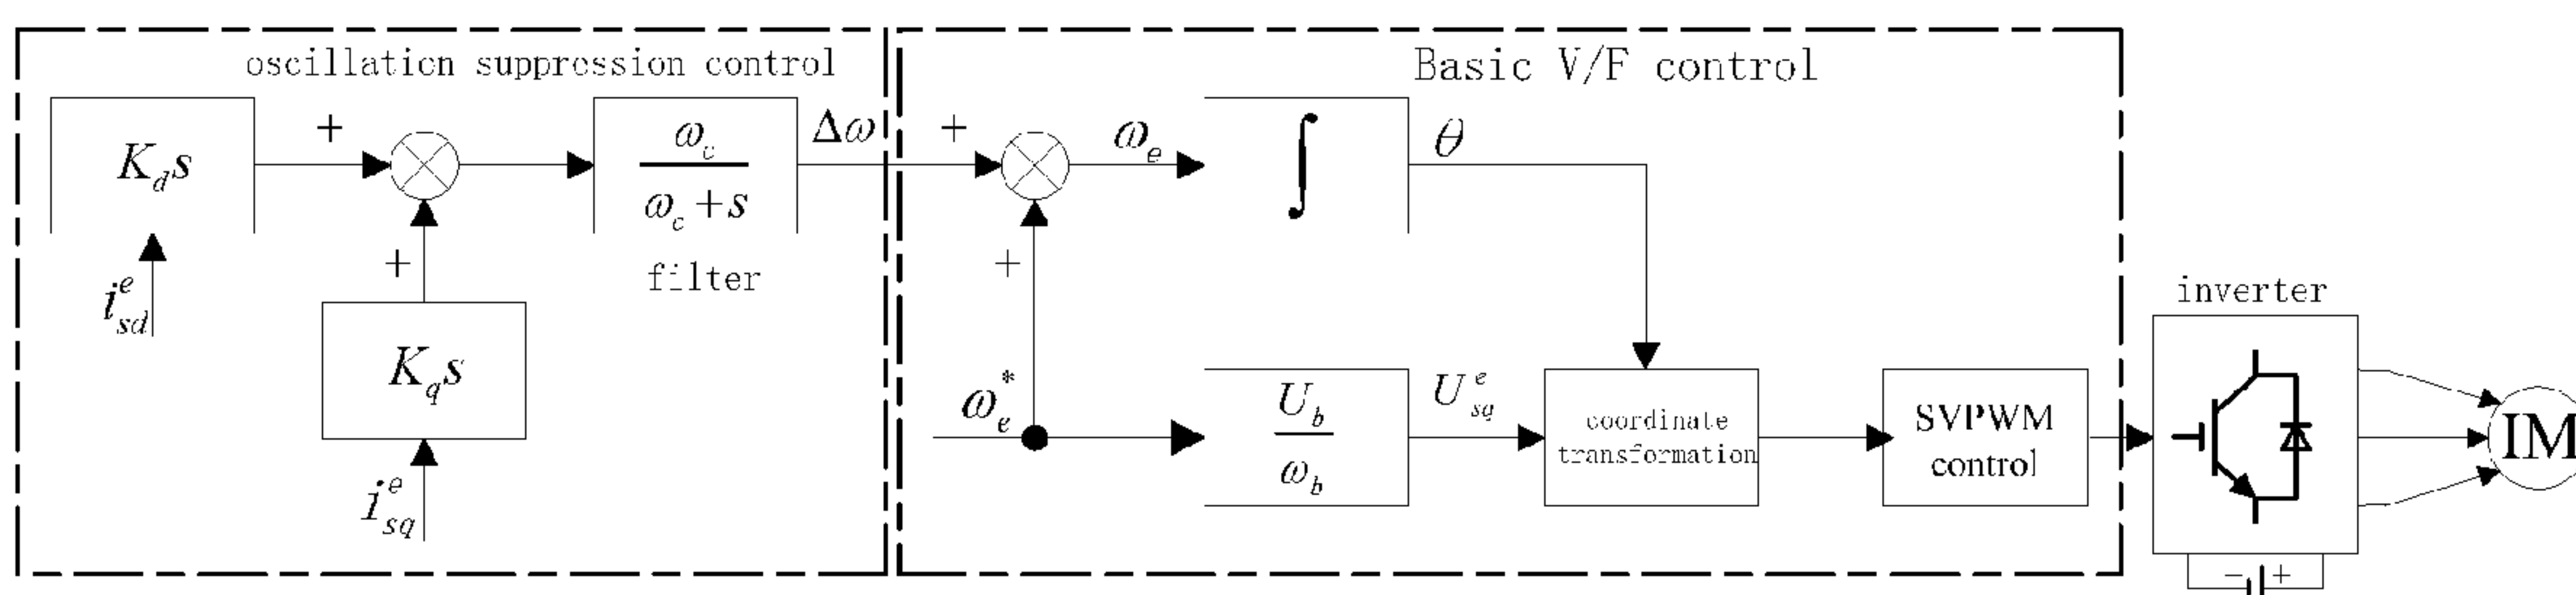 oscillation suppression control
Basic V/F control
K_d s
+
ω_c
ω_c + s
Δω
+
ω_e
∫
θ
+
filter
+
i^e_sd
inverter
K_q s
ω^*_e
U_b
ω_b
U^e_sq
coordinate
transformation
SVPWM
control
IM
i^e_sq
- +